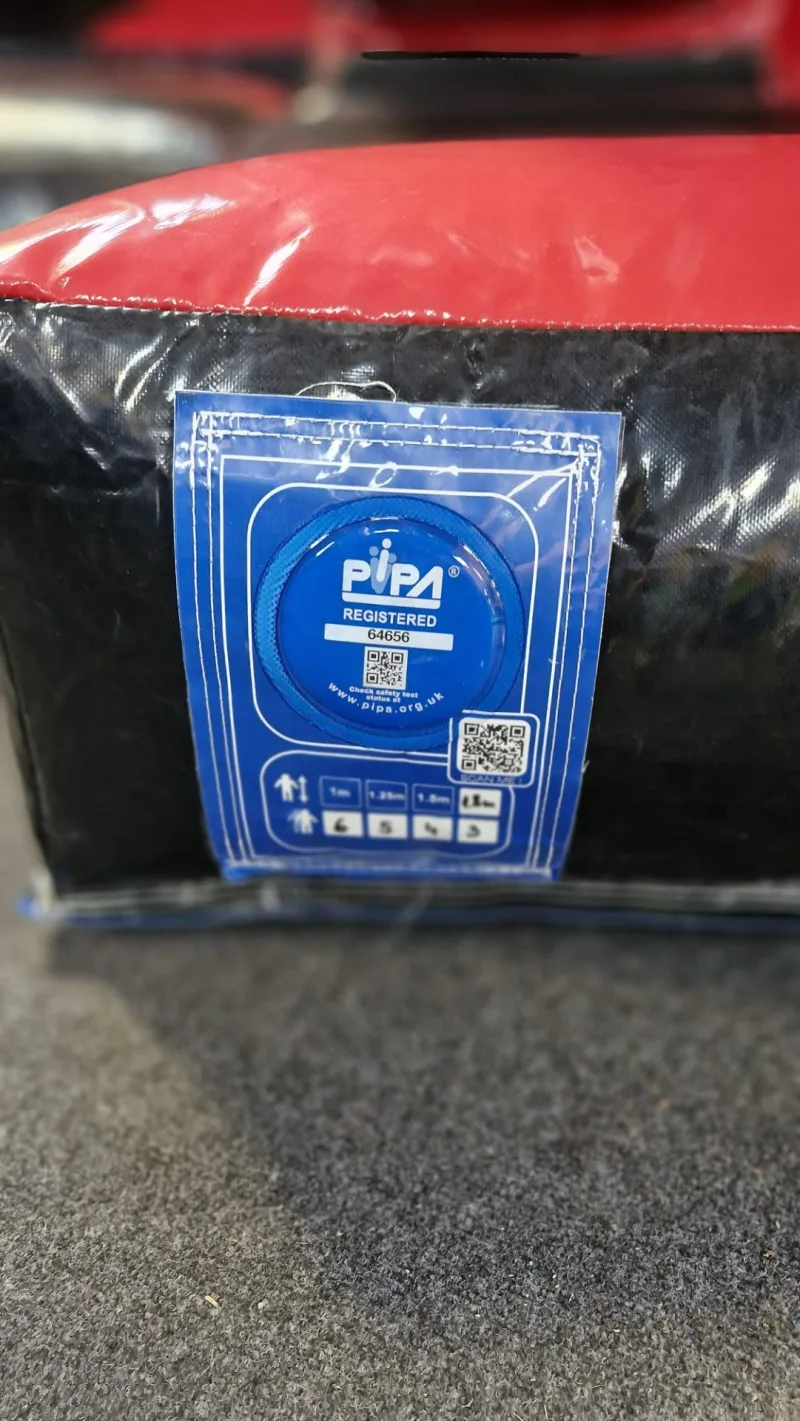 PiPA®
REGISTERED
64656
Check safety test
status at
www.pipa.org.uk
SCAN ME!
1m 1.25m 1.5m 1.8m
6 5 4 3